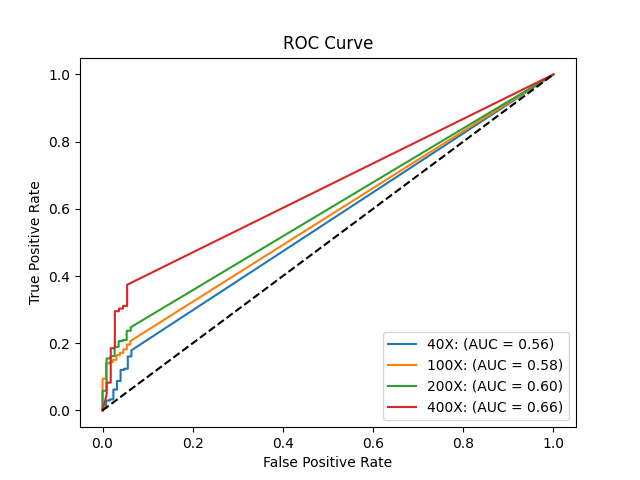 ROC Curve
1.0
0.8
0.6
0.4
0.2
0.0
True Positive Rate
40X: (AUC = 0.56)
100X: (AUC = 0.58)
200X: (AUC = 0.60)
400X: (AUC = 0.66)
0.0 0.2 0.4 0.6 0.8 1.0
False Positive Rate